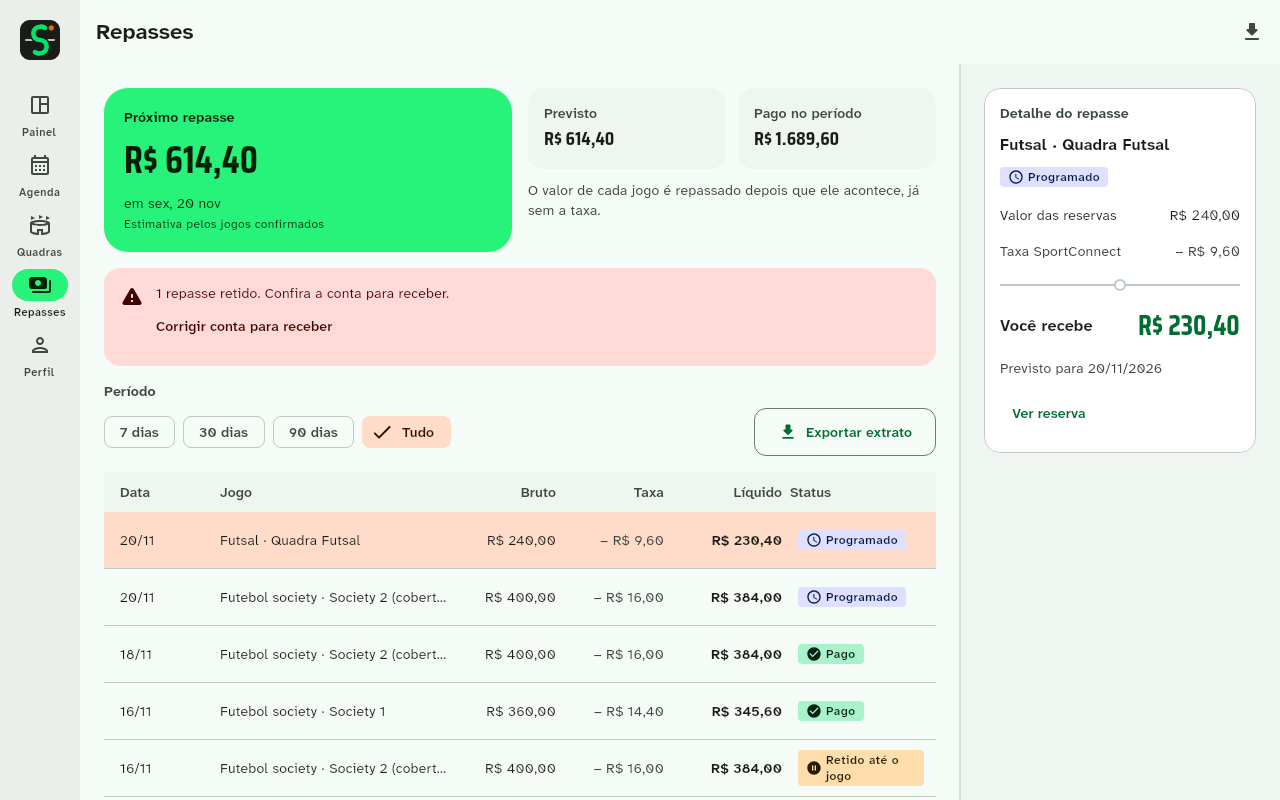 Repasses
Painel
Agenda
Quadras
Repasses
Perfil
Próximo repasse
R$ 614,40
em sex, 20 nov
Estimativa pelos jogos confirmados
Previsto
R$ 614,40
Pago no período
R$ 1.689,60
O valor de cada jogo é repassado depois que ele acontece, já
sem a taxa.
1 repasse retido. Confira a conta para receber.
Corrigir conta para receber
Período
7 dias
30 dias
90 dias
Tudo
Exportar extrato
Data Jogo Bruto Taxa Líquido Status
20/11 Futsal · Quadra Futsal R$ 240,00 – R$ 9,60 R$ 230,40 Programado
20/11 Futebol society · Society 2 (cobert... R$ 400,00 – R$ 16,00 R$ 384,00 Programado
18/11 Futebol society · Society 2 (cobert... R$ 400,00 – R$ 16,00 R$ 384,00 Pago
16/11 Futebol society · Society 1 R$ 360,00 – R$ 14,40 R$ 345,60 Pago
16/11 Futebol society · Society 2 (cobert... R$ 400,00 – R$ 16,00 R$ 384,00 Retido até o
jogo
Detalhe do repasse
Futsal · Quadra Futsal
Programado
Valor das reservas R$ 240,00
Taxa SportConnect – R$ 9,60
Você recebe R$ 230,40
Previsto para 20/11/2026
Ver reserva